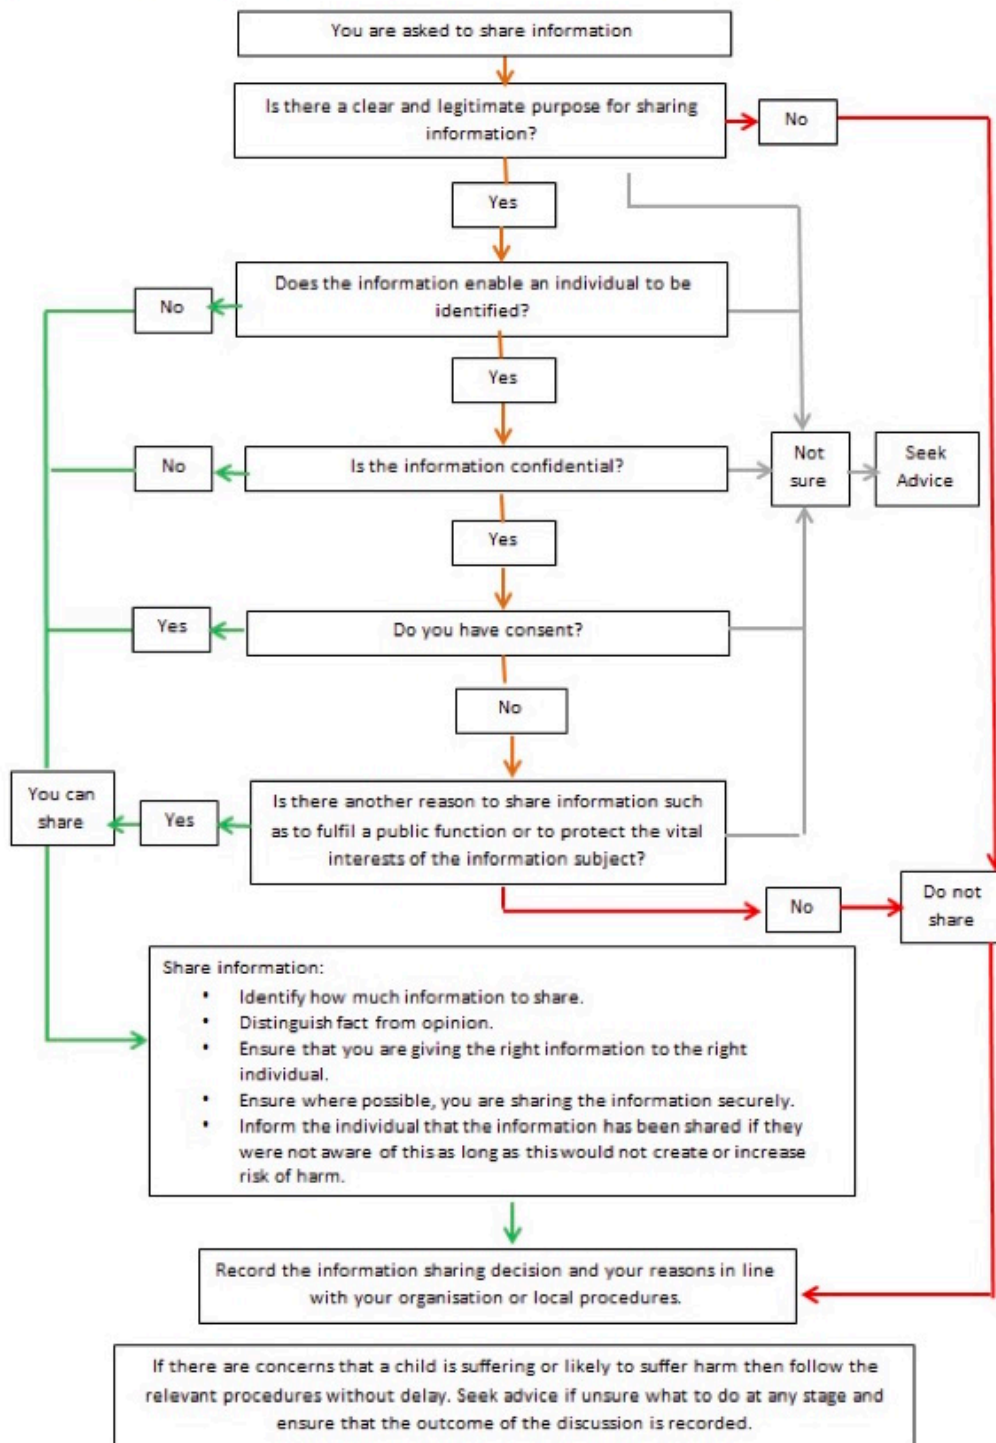 You are asked to share information
Is there a clear and legitimate purpose for sharing
information?
No
Yes
Does the information enable an individual to be
identified?
No
Yes
Is the information confidential?
No
Not
sure
Seek
Advice
Yes
Do you have consent?
Yes
No
Is there another reason to share information such
as to fulfil a public function or to protect the vital
interests of the information subject?
Yes
You can
share
No
Do not
share
Share information:
• Identify how much information to share.
• Distinguish fact from opinion.
• Ensure that you are giving the right information to the right
individual.
• Ensure where possible, you are sharing the information securely.
• Inform the individual that the information has been shared if they
were not aware of this as long as this would not create or increase
risk of harm.
Record the information sharing decision and your reasons in line
with your organisation or local procedures.
If there are concerns that a child is suffering or likely to suffer harm then follow the
relevant procedures without delay. Seek advice if unsure what to do at any stage and
ensure that the outcome of the discussion is recorded.